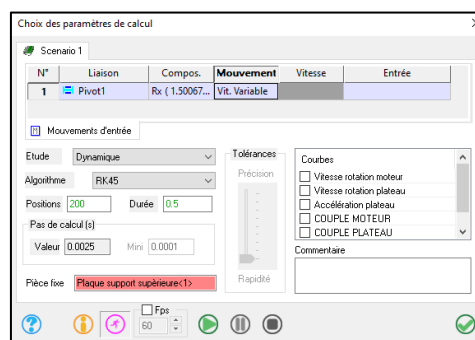 Choix des paramètres de calcul
Scenario 1
N° Liaison Compos. Mouvement Vitesse Entrée
1 Pivot1 Rx ( 1.50067... Vit. Variable
Mouvements d'entrée
Etude Dynamique
Algorithme RK45
Positions 200 Durée 0.5
Pas de calcul (s)
Valeur 0.0025 Mini 0.0001
Pièce fixe Plaque support supèrieure<1>
Tolérances
Précision
Rapidité
Courbes
Vitesse rotation moteur
Vitesse rotation plateau
Accélération plateau
COUPLE MOTEUR
COUPLE PLATEAU
Commentaire
Fps
60